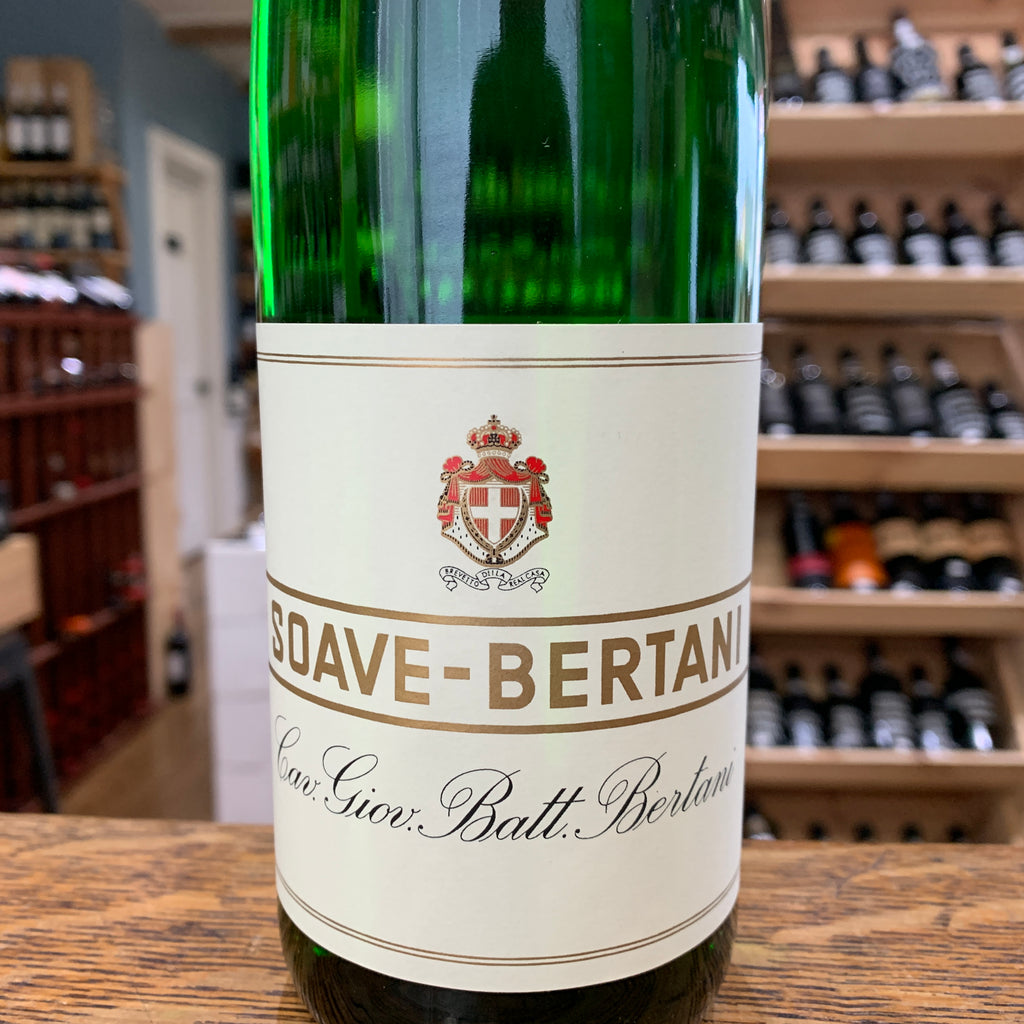 BREVETTO DELLA REAL CASA
SOAVE-BERTANI
Cav. Giov. Batt. Bertani